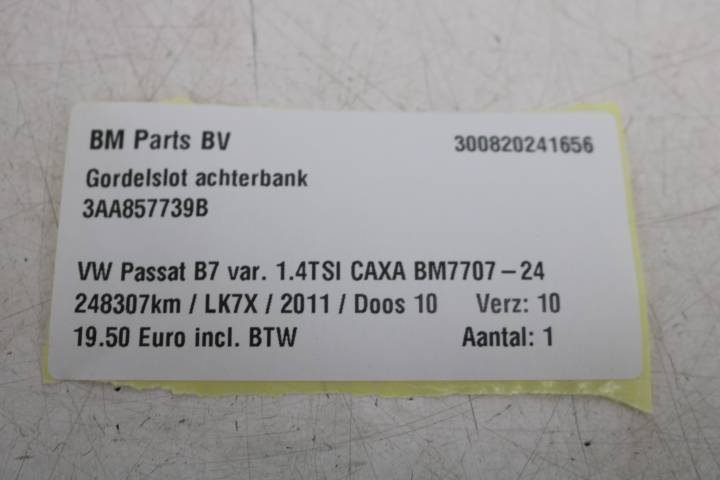 BM Parts BV 300820241656
Gordelslot achterbank
3AA857739B
VW Passat B7 var. 1.4TSI CAXA BM7707-24
248307km / LK7X / 2011 / Doos 10 Verz: 10
19.50 Euro incl. BTW Aantal: 1